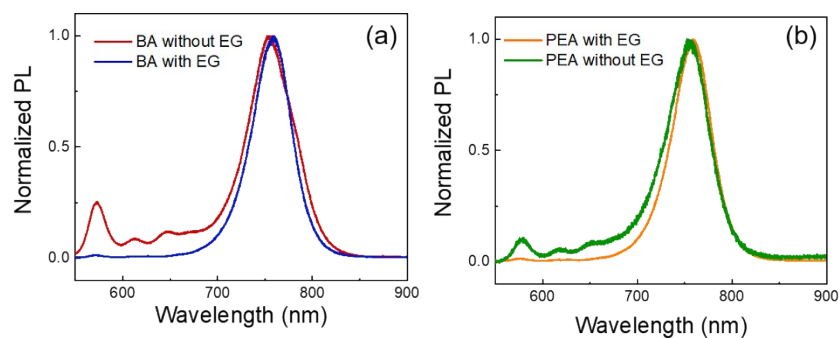 (a)
BA without EG
BA with EG
1.0
0.5
0.0
600
700
800
900
Normalized PL
Wavelength (nm)
(b)
PEA with EG
PEA without EG
1.0
0.5
0.0
600
700
800
900
Normalized PL
Wavelength (nm)